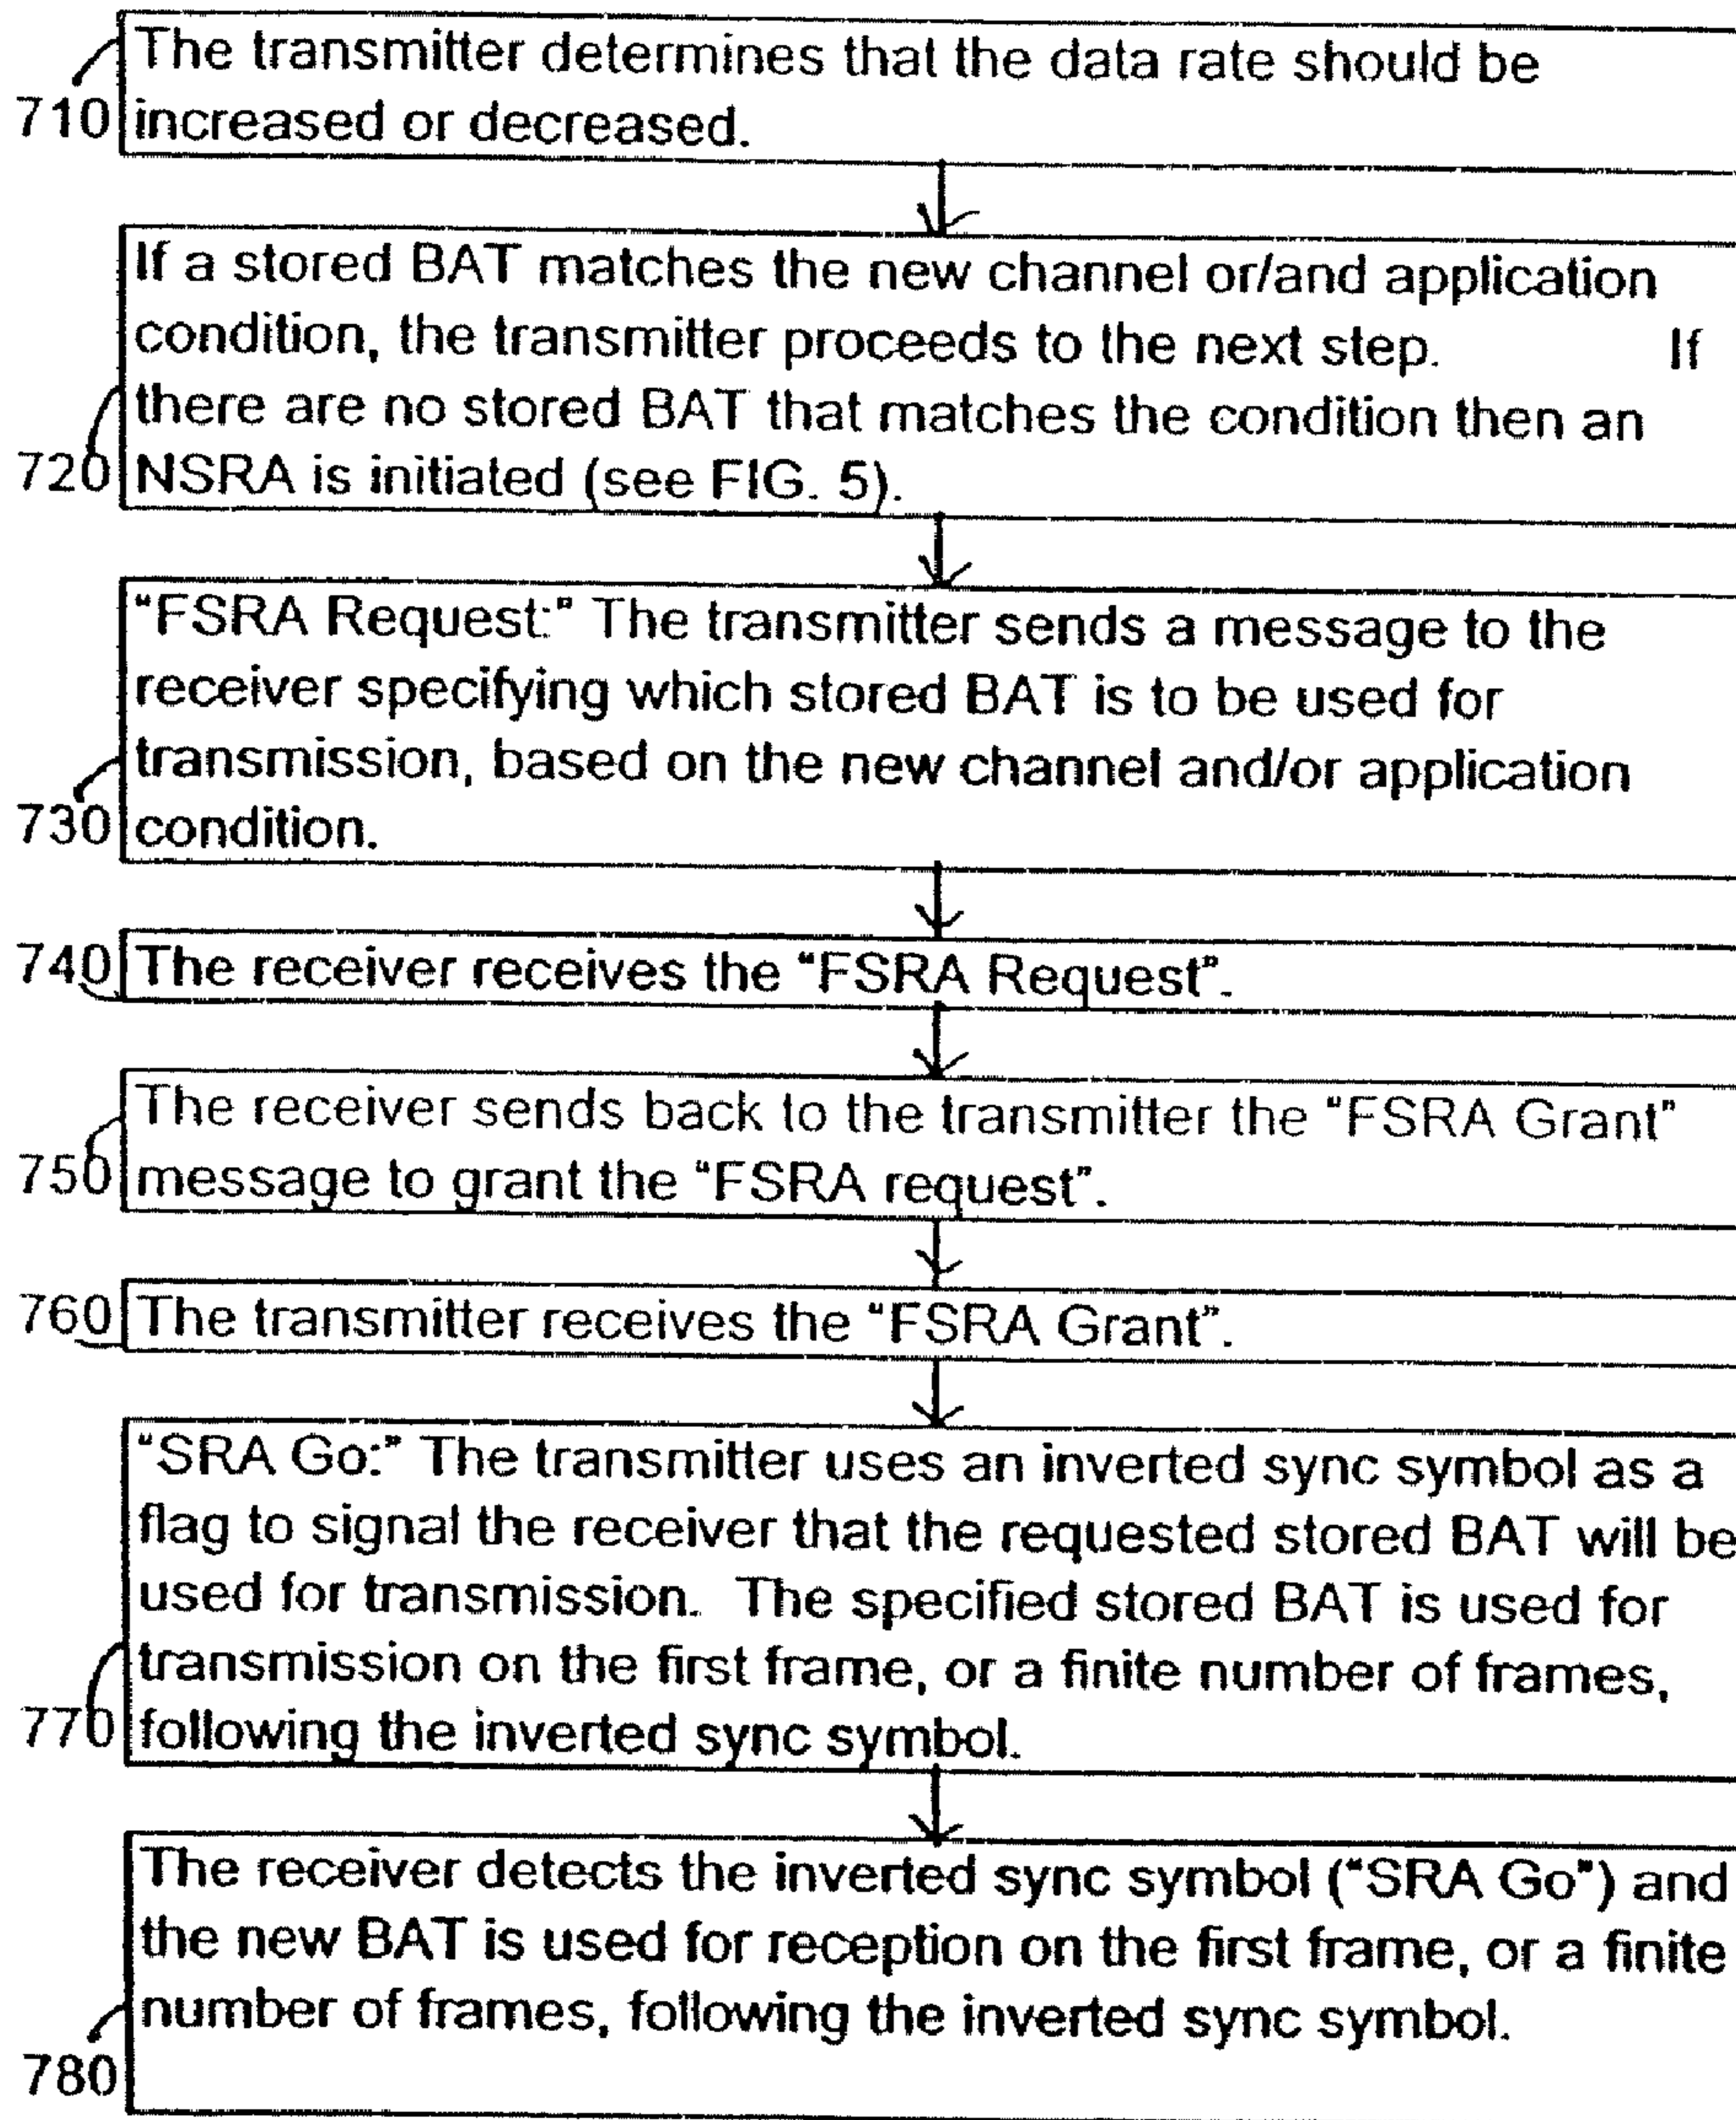 The transmitter determines that the data rate should be
710 increased or decreased.
If a stored BAT matches the new channel or/and application
condition, the transmitter proceeds to the next step. If
there are no stored BAT that matches the condition then an
720 NSRA is initiated (see FIG. 5).
"FSRA Request:" The transmitter sends a message to the
receiver specifying which stored BAT is to be used for
transmission, based on the new channel and/or application
730 condition.
740 The receiver receives the "FSRA Request".
The receiver sends back to the transmitter the "FSRA Grant"
750 message to grant the "FSRA request".
760 The transmitter receives the "FSRA Grant".
"SRA Go:" The transmitter uses an inverted sync symbol as a
flag to signal the receiver that the requested stored BAT will be
used for transmission. The specified stored BAT is used for
transmission on the first frame, or a finite number of frames,
770 following the inverted sync symbol.
The receiver detects the inverted sync symbol ("SRA Go") and
the new BAT is used for reception on the first frame, or a finite
number of frames, following the inverted sync symbol.
780